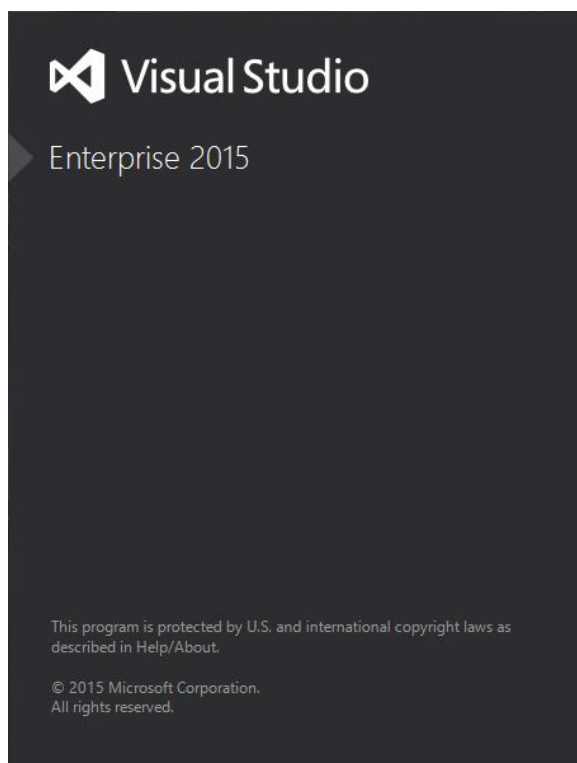 Visual Studio
Enterprise 2015
This program is protected by U.S. and international copyright laws as
described in Help/About.
© 2015 Microsoft Corporation.
All rights reserved.